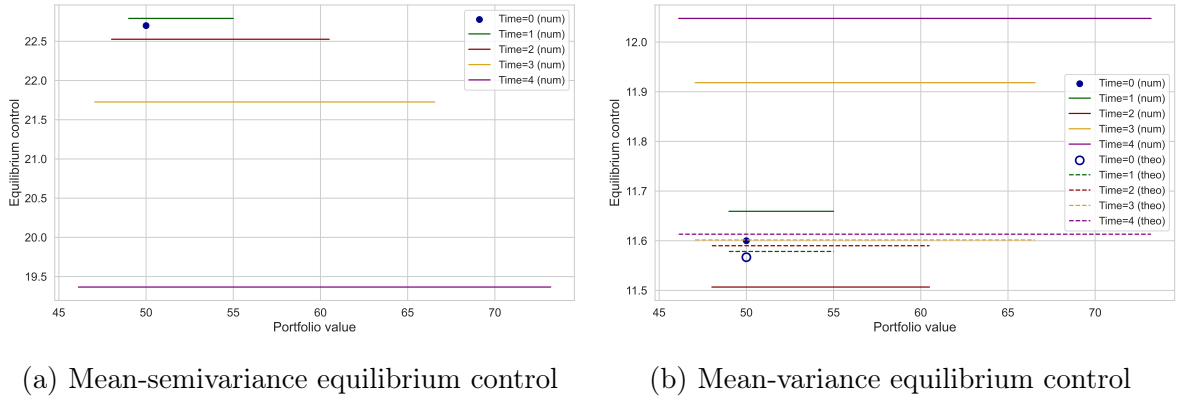 22.5
22.0
21.5
21.0
20.5
20.0
19.5
Equilibrium control
45 50 55 60 65 70
Portfolio value
Time=0 (num)
Time=1 (num)
Time=2 (num)
Time=3 (num)
Time=4 (num)
(a) Mean-semivariance equilibrium control
12.0
11.9
11.8
11.7
11.6
11.5
Equilibrium control
45 50 55 60 65 70
Portfolio value
Time=0 (num)
Time=1 (num)
Time=2 (num)
Time=3 (num)
Time=4 (num)
Time=0 (theo)
Time=1 (theo)
Time=2 (theo)
Time=3 (theo)
Time=4 (theo)
(b) Mean-variance equilibrium control